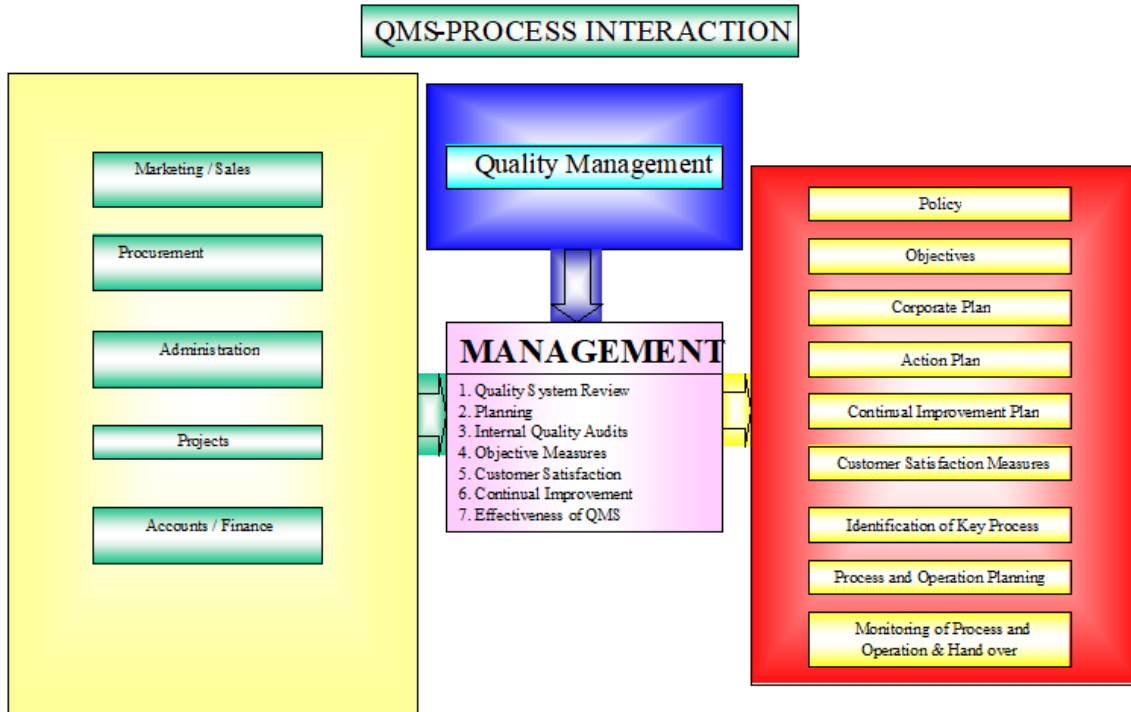 QMS-PROCESS INTERACTION
Marketing / Sales
Procurement
Administration
Projects
Accounts / Finance
Quality Management
MANAGEMENT
1. Quality System Review
2. Planning
3. Internal Quality Audits
4. Objective Measures
5. Customer Satisfaction
6. Continual Improvement
7. Effectiveness of QMS
Policy
Objectives
Corporate Plan
Action Plan
Continual Improvement Plan
Customer Satisfaction Measures
Identification of Key Process
Process and Operation Planning
Monitoring of Process and
Operation & Hand over